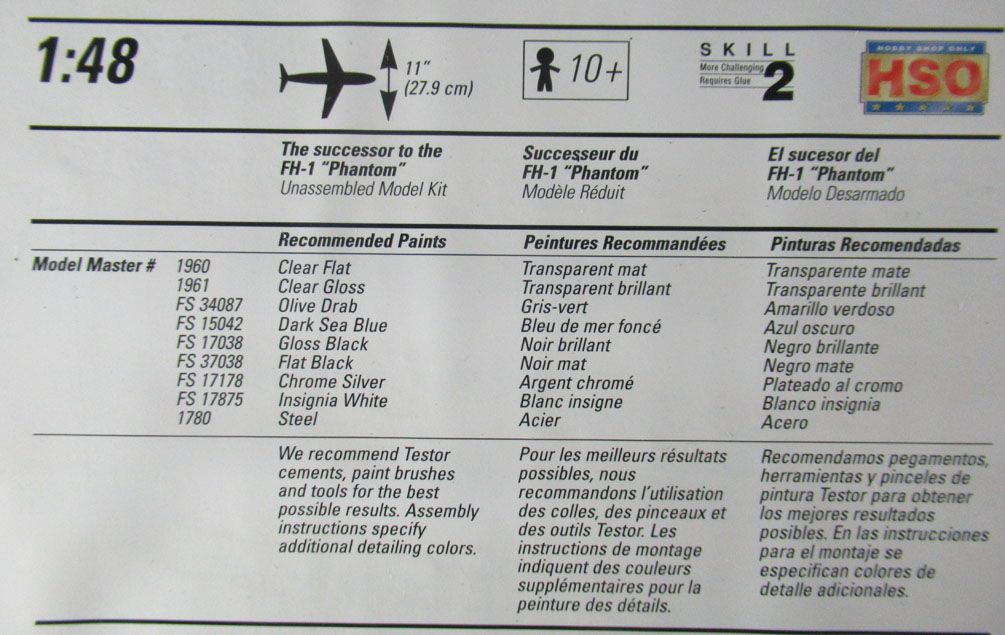 1:48
11"
(27.9 cm)
10+
SKILL
More Challenging
Requires Glue
2
HOBBY SHOP ONLY
HSO
The successor to the
FH-1 "Phantom"
Unassembled Model Kit
Successeur du
FH-1 "Phantom"
Modèle Réduit
El sucesor del
FH-1 "Phantom"
Modelo Desarmado
Recommended Paints Peintures Recommandées Pinturas Recomendadas
Model Master # 1960 Clear Flat Transparent mat Transparente mate
1961 Clear Gloss Transparent brillant Transparente brillant
FS 34087 Olive Drab Gris-vert Amarillo verdoso
FS 15042 Dark Sea Blue Bleu de mer foncé Azul oscuro
FS 17038 Gloss Black Noir brillant Negro brillante
FS 37038 Flat Black Noir mat Negro mate
FS 17178 Chrome Silver Argent chromé Plateado al cromo
FS 17875 Insignia White Blanc insigne Blanco insignia
1780 Steel Acier Acero
We recommend Testor
cements, paint brushes
and tools for the best
possible results. Assembly
instructions specify
additional detailing colors.
Pour les meilleurs résultats
possibles, nous
recommandons l'utilisation
des colles, des pinceaux et
des outils Testor. Les
instructions de montage
indiquent des couleurs
supplémentaires pour la
peinture des détails.
Recomendamos pegamentos,
herramientas y pinceles de
pintura Testor para obtener
los mejores resultados
posibles. En las instrucciones
para el montaje se
especifican colores de
detalle adicionales.